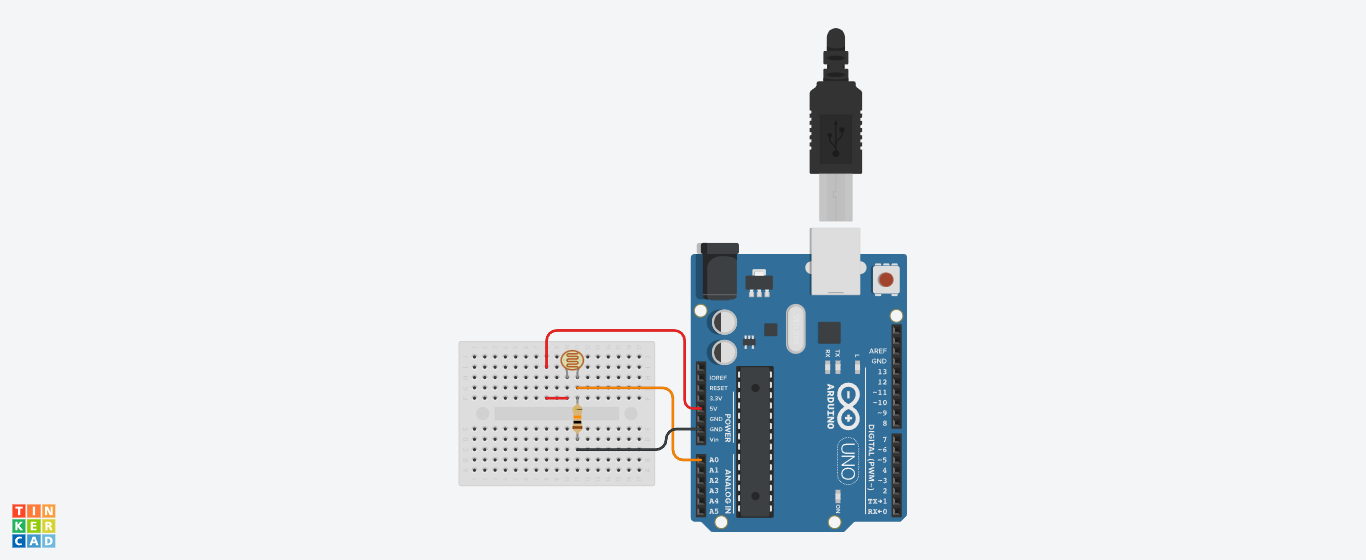 IOREF
RESET
3.3V
5V
GND
GND
Vin
POWER
A0
A1
A2
A3
A4
A5
ANALOG IN
RX
TX
L
ARDUINO
UNO
ON
AREF
GND
13
12
~11
~10
~9
8
7
~6
~5
4
~3
2
TX→1
RX←0
DIGITAL (PWM~)
TIN
KER
CAD